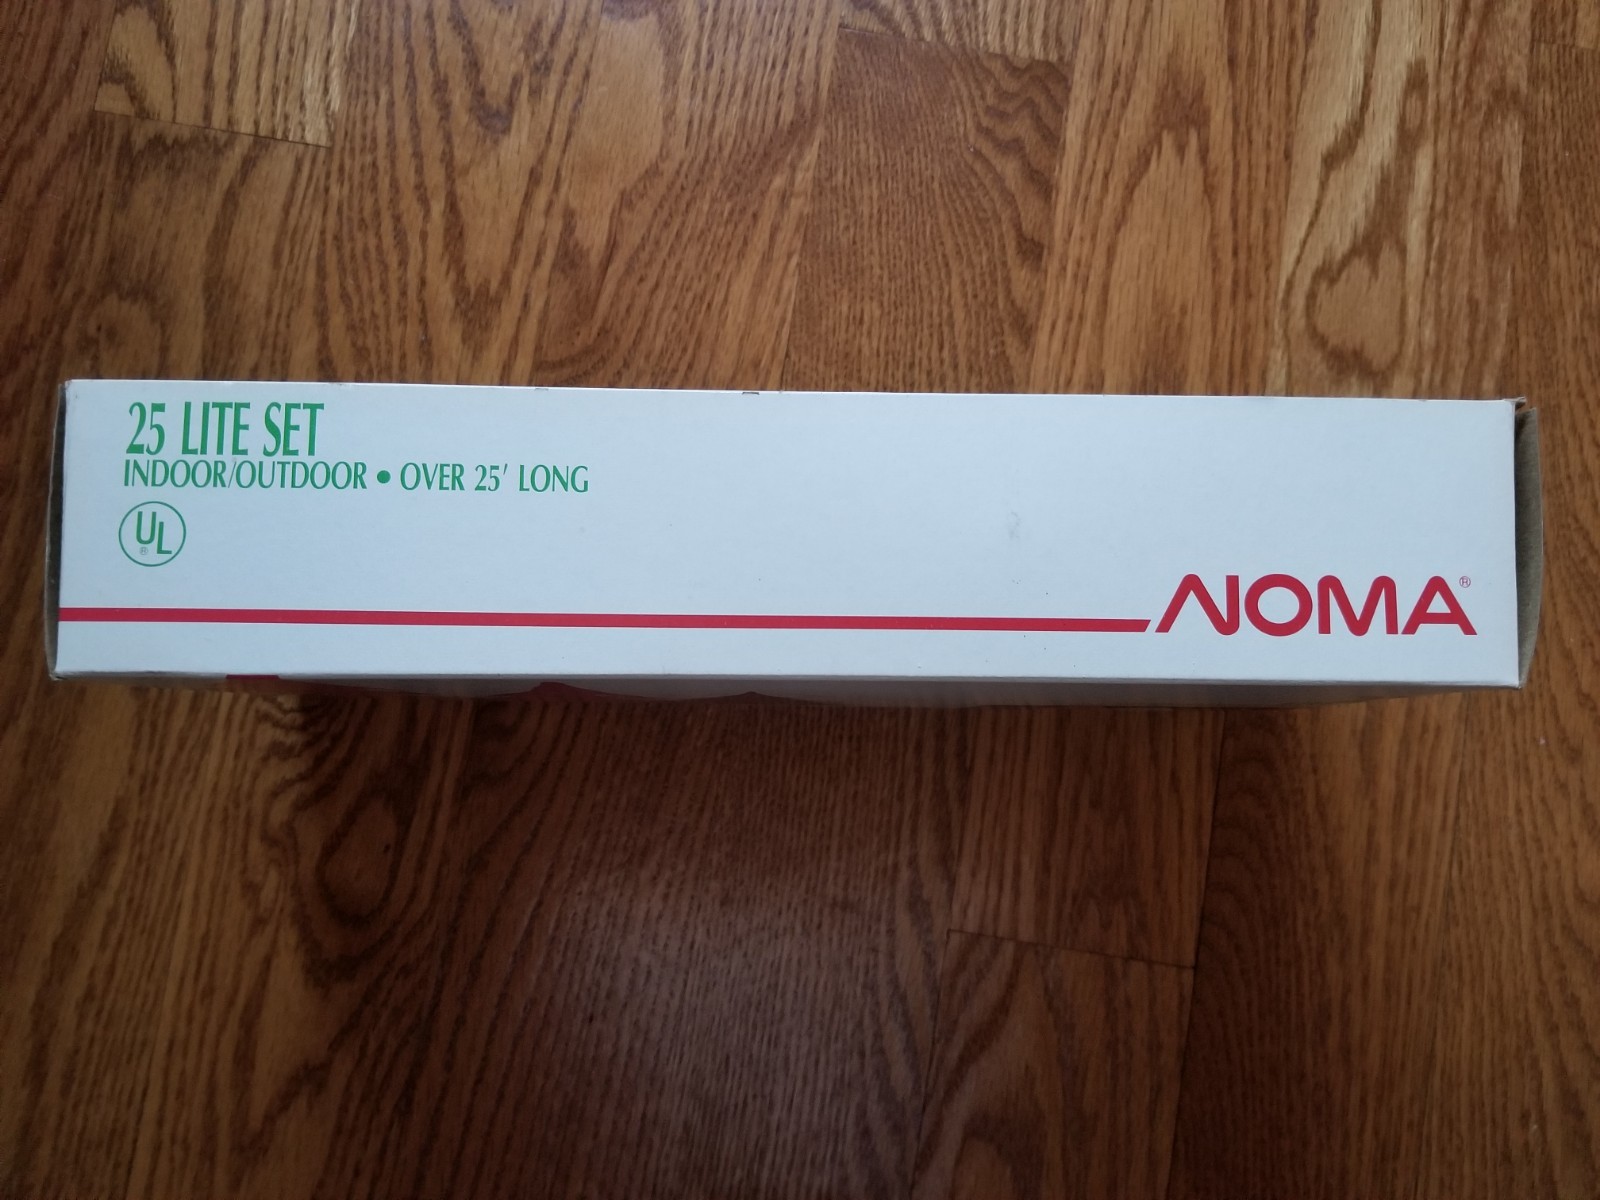 25 LITE SET
INDOOR/OUTDOOR • OVER 25' LONG
UL®
NOMA®